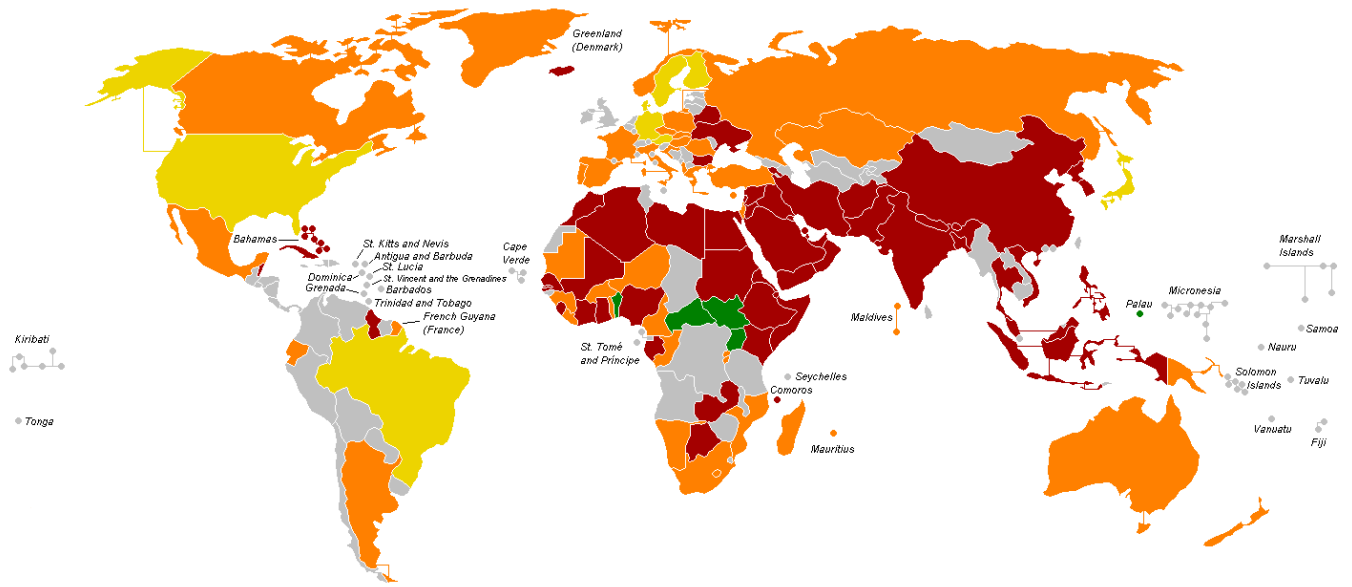 Greenland
(Denmark)
Bahamas
St. Kitts and Nevis
Antigua and Barbuda
St. Lucia
Dominica
St. Vincent and the Grenadines
Grenada
Barbados
Trinidad and Tobago
French Guyana
(France)
Cape
Verde
St. Tomé
and Príncipe
Seychelles
Comoros
Maldives
Mauritius
Marshall
Islands
Micronesia
Palau
Samoa
Nauru
Solomon
Islands
Tuvalu
Vanuatu
Fiji
Kiribati
Tonga